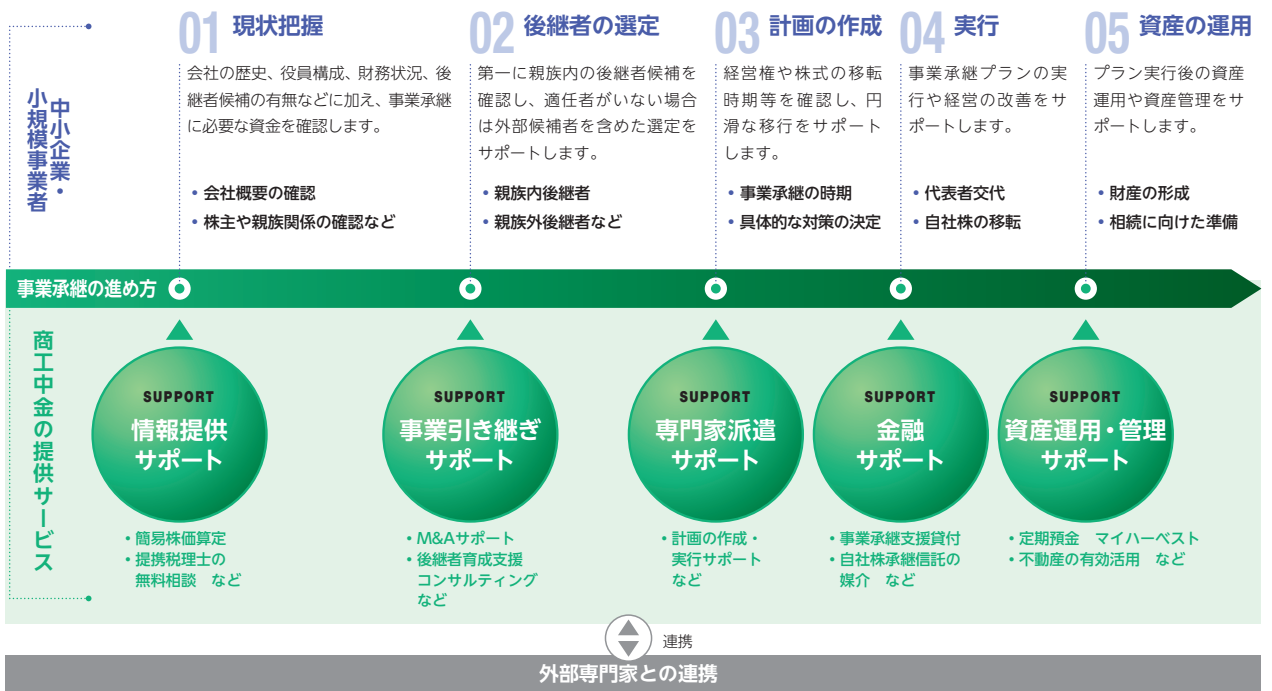 中小企業・
小規模事業者
01 現状把握
会社の歴史、役員構成、財務状況、後
継者候補の有無などに加え、事業承継
に必要な資金を確認します。
• 会社概要の確認
• 株主や親族関係の確認など
02 後継者の選定
第一に親族内の後継者候補を
確認し、適任者がいない場合
は外部候補者を含めた選定を
サポートします。
• 親族内後継者
• 親族外後継者など
03 計画の作成
経営権や株式の移転
時期等を確認し、円
滑な移行をサポート
します。
• 事業承継の時期
• 具体的な対策の決定
04 実行
事業承継プランの実
行や経営の改善をサ
ポートします。
• 代表者交代
• 自社株の移転
05 資産の運用
プラン実行後の資産
運用や資産管理をサ
ポートします。
• 財産の形成
• 相続に向けた準備
事業承継の進め方
商工中金の提供サービス
SUPPORT
情報提供
サポート
• 簡易株価算定
• 提携税理士の
無料相談　など
SUPPORT
事業引き継ぎ
サポート
• M&Aサポート
• 後継者育成支援
コンサルティング
など
SUPPORT
専門家派遣
サポート
• 計画の作成・
実行サポート
など
SUPPORT
金融
サポート
• 事業承継支援貸付
• 自社株承継信託の
媒介　など
SUPPORT
資産運用・管理
サポート
• 定期預金　マイハーベスト
• 不動産の有効活用　など
連携
外部専門家との連携